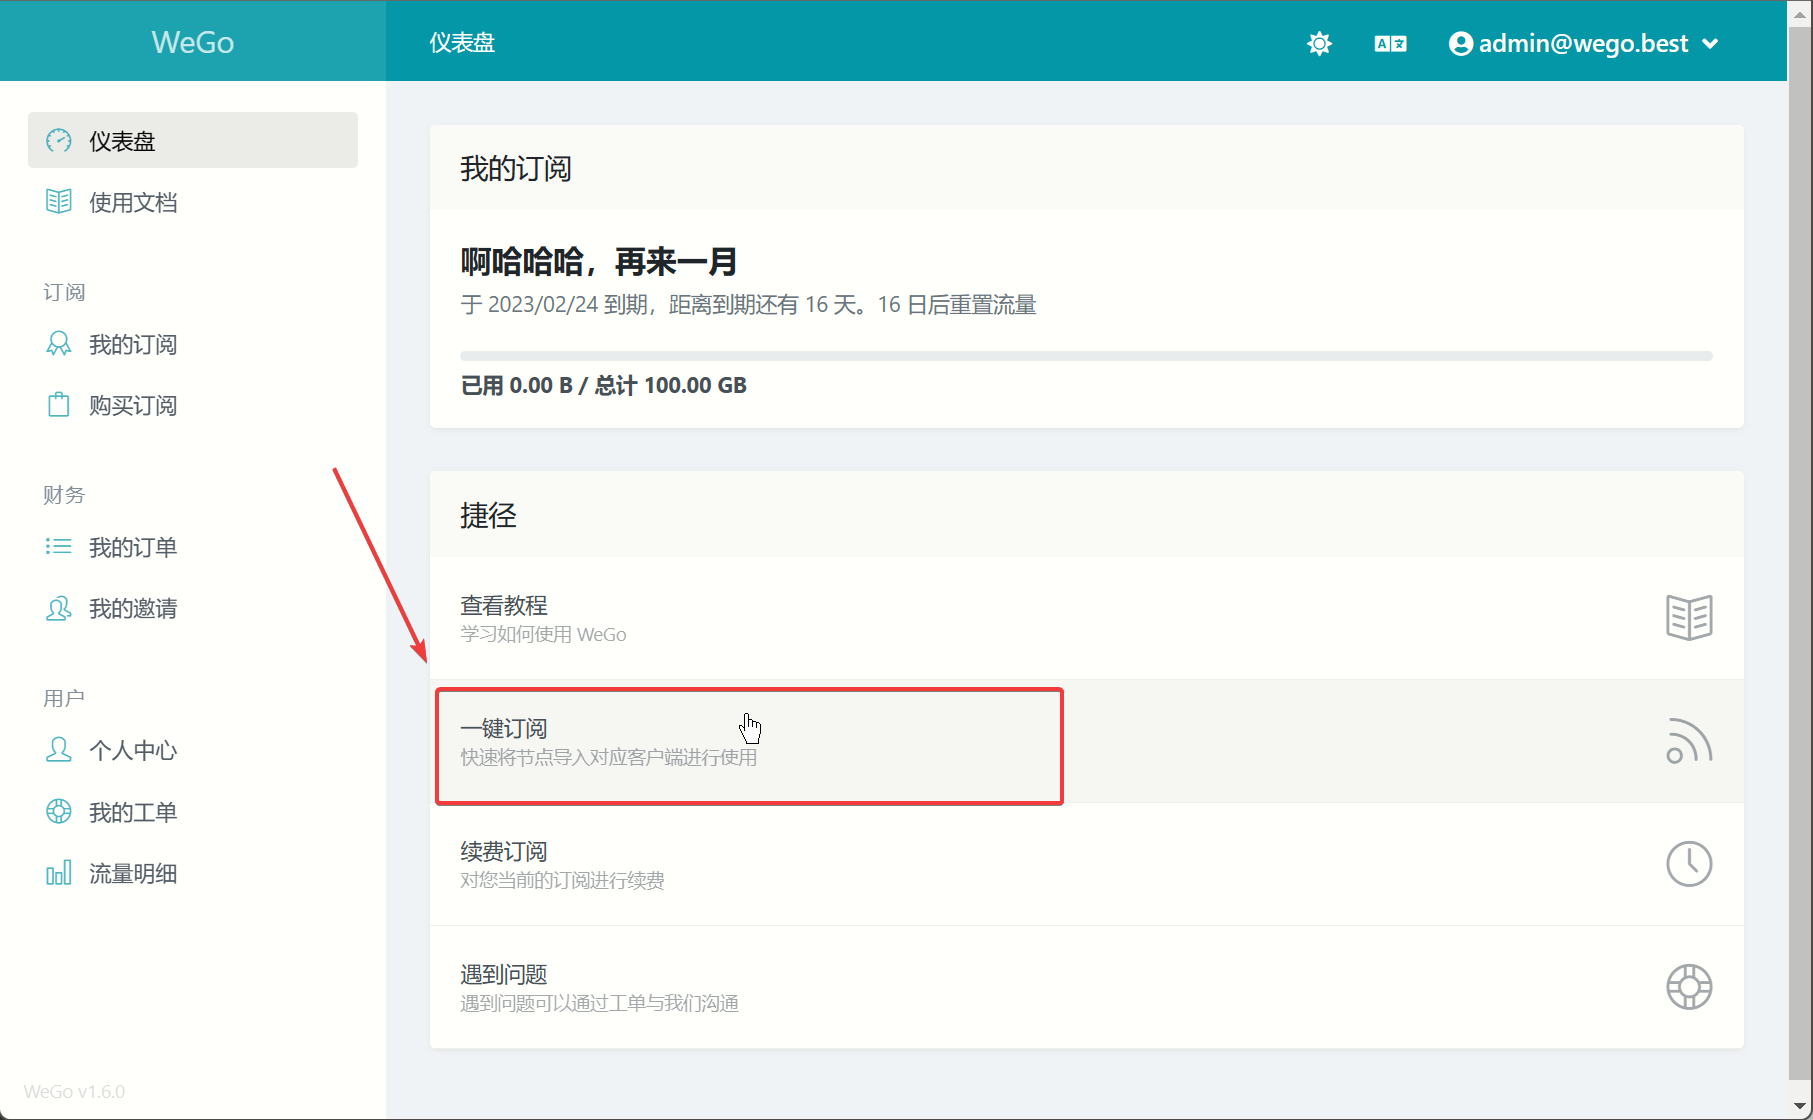 WeGo
仪表盘
admin@wego.best
仪表盘
使用文档
订阅
我的订阅
购买订阅
财务
我的订单
我的邀请
用户
个人中心
我的工单
流量明细
WeGo v1.6.0
我的订阅
啊哈哈哈，再来一月
于 2023/02/24 到期，距离到期还有 16 天。16 日后重置流量
已用 0.00 B / 总计 100.00 GB
捷径
查看教程
学习如何使用 WeGo
一键订阅
快速将节点导入对应客户端进行使用
续费订阅
对您当前的订阅进行续费
遇到问题
遇到问题可以通过工单与我们沟通